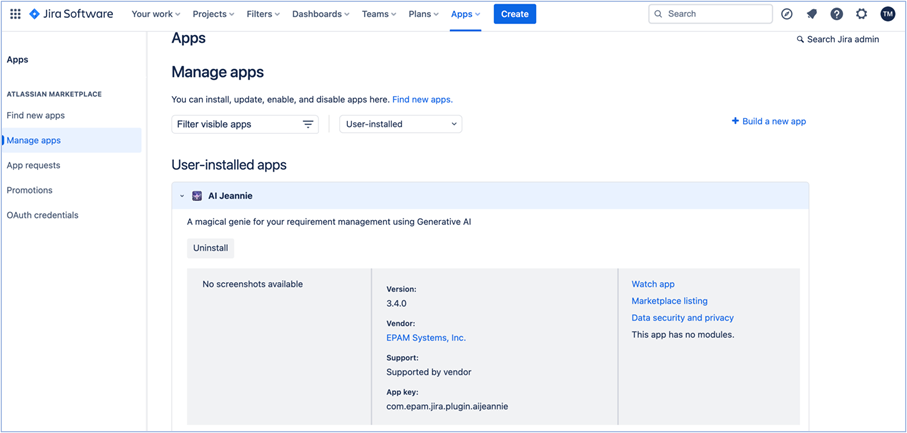 Jira Software Your work Projects Filters Dashboards Teams Plans Apps Create Search TM
Apps
Search Jira admin
Apps
ATLASSIAN MARKETPLACE
Find new apps
Manage apps
App requests
Promotions
OAuth credentials
Manage apps
You can install, update, enable, and disable apps here. Find new apps.
Filter visible apps
User-installed
+ Build a new app
User-installed apps
AI Jeannie
A magical genie for your requirement management using Generative AI
Uninstall
No screenshots available
Version:
3.4.0
Vendor:
EPAM Systems, Inc.
Support:
Supported by vendor
App key:
com.epam.jira.plugin.aijeannie
Watch app
Marketplace listing
Data security and privacy
This app has no modules.